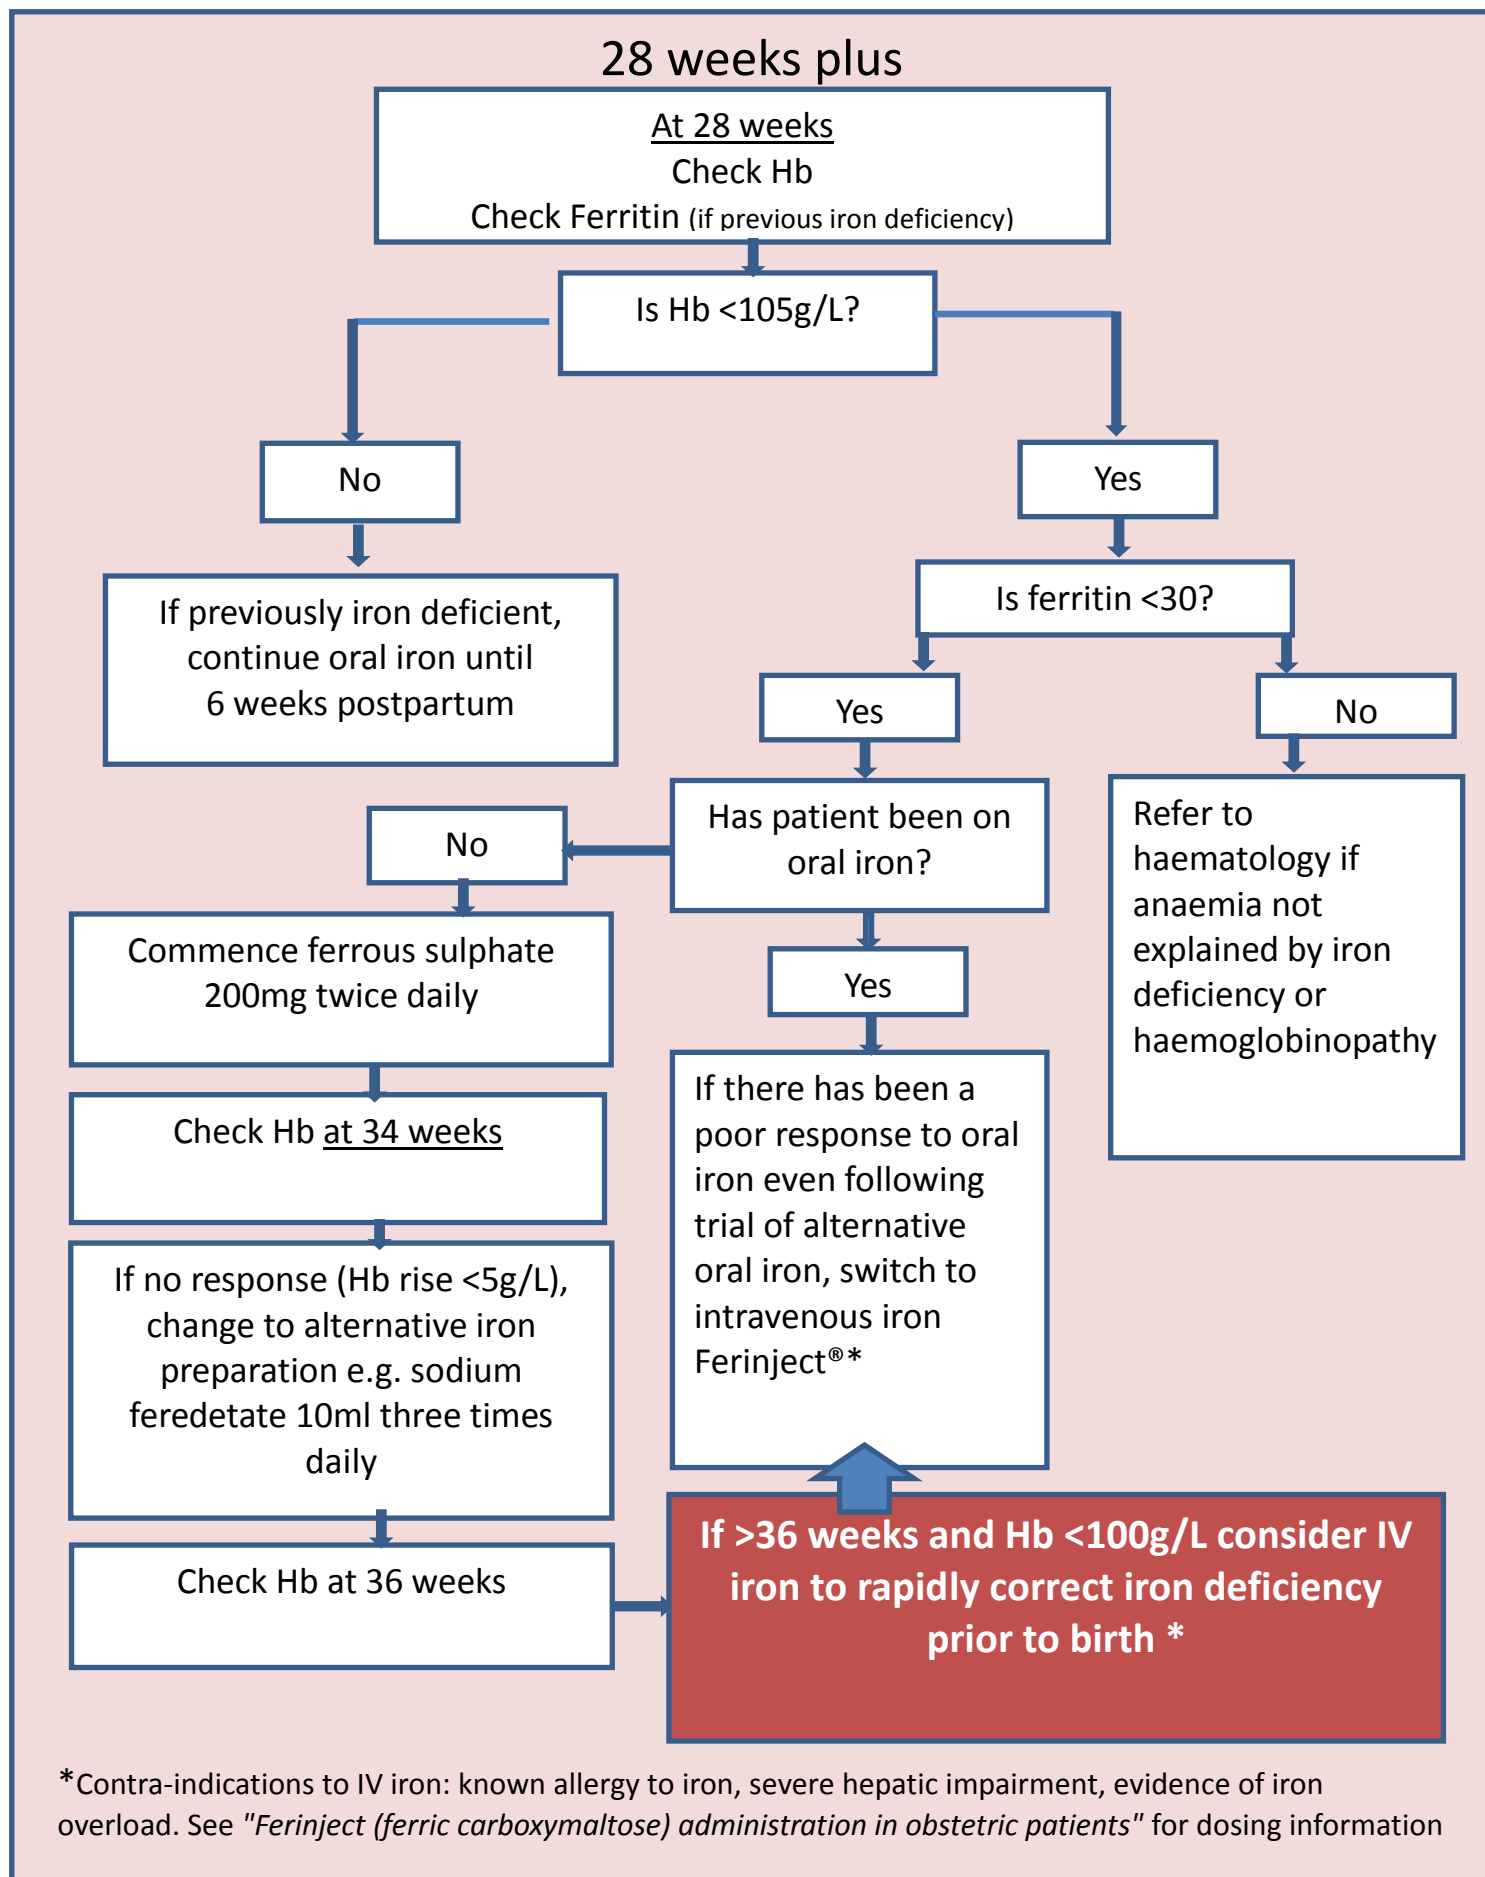 28 weeks plus
At 28 weeks
Check Hb
Check Ferritin (if previous iron deficiency)
Is Hb <105g/L?
No
Yes
If previously iron deficient,
continue oral iron until
6 weeks postpartum
Is ferritin <30?
Yes
No
Has patient been on
oral iron?
Refer to
haematology if
anaemia not
explained by iron
deficiency or
haemoglobinopathy
No
Commence ferrous sulphate
200mg twice daily
Yes
Check Hb at 34 weeks
If there has been a
poor response to oral
iron even following
trial of alternative
oral iron, switch to
intravenous iron
Ferinject®*
If no response (Hb rise <5g/L),
change to alternative iron
preparation e.g. sodium
feredetate 10ml three times
daily
Check Hb at 36 weeks
If >36 weeks and Hb <100g/L consider IV
iron to rapidly correct iron deficiency
prior to birth *
*Contra-indications to IV iron: known allergy to iron, severe hepatic impairment, evidence of iron
overload. See "Ferinject (ferric carboxymaltose) administration in obstetric patients" for dosing information